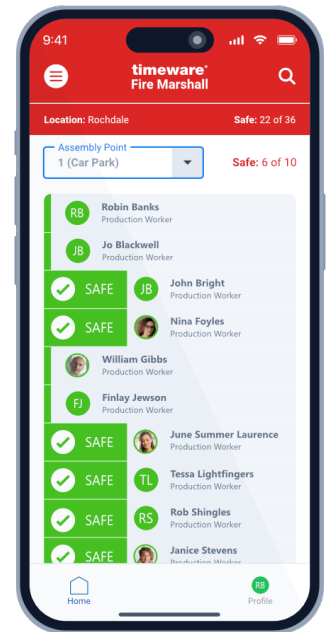 9:41
timeware®
Fire Marshall
Location: Rochdale Safe: 22 of 36
Assembly Point
1 (Car Park)
Safe: 6 of 10
RB Robin Banks
Production Worker
JB Jo Blackwell
Production Worker
SAFE JB John Bright
Production Worker
SAFE Nina Foyles
Production Worker
William Gibbs
Production Worker
FJ Finlay Jewson
Production Worker
SAFE June Summer Laurence
Production Worker
SAFE TL Tessa Lightfingers
Production Worker
SAFE RS Rob Shingles
Production Worker
SAFE Janice Stevens
Production Worker
Home
RB
Profile